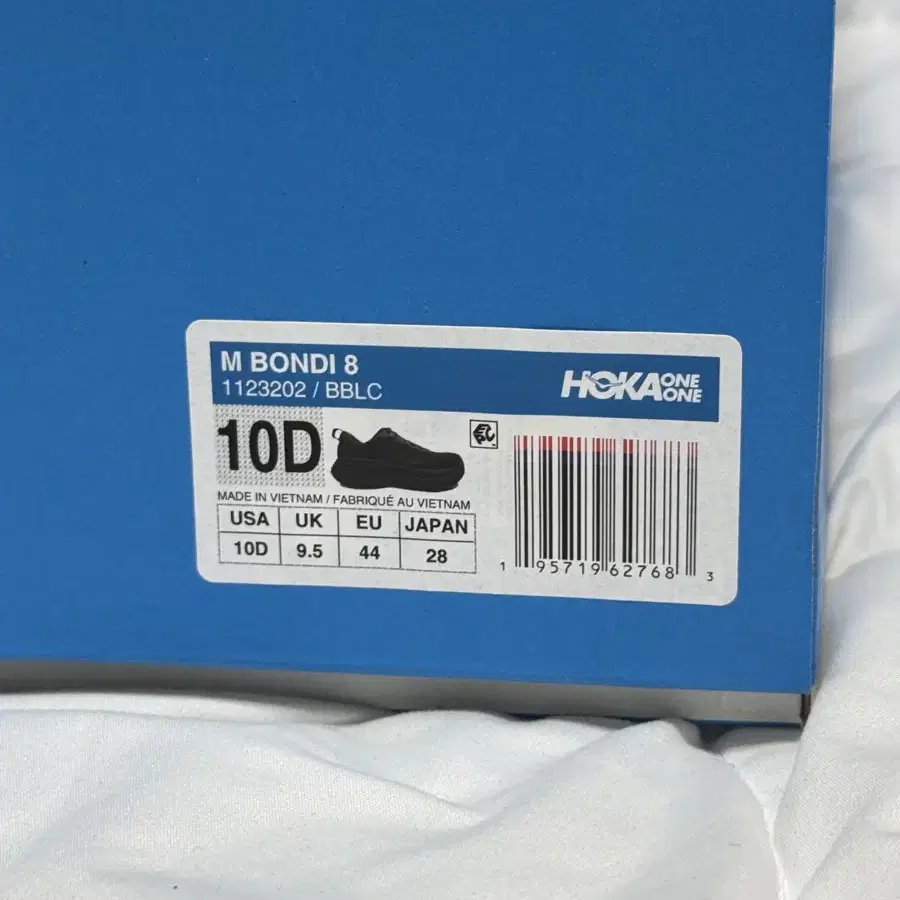 M BONDI 8
1123202 / BBLC
HOKA ONE ONE
10D
MADE IN VIETNAM / FABRIQUÉ AU VIETNAM
USA UK EU JAPAN
10D 9.5 44 28
1 95719 62768 3